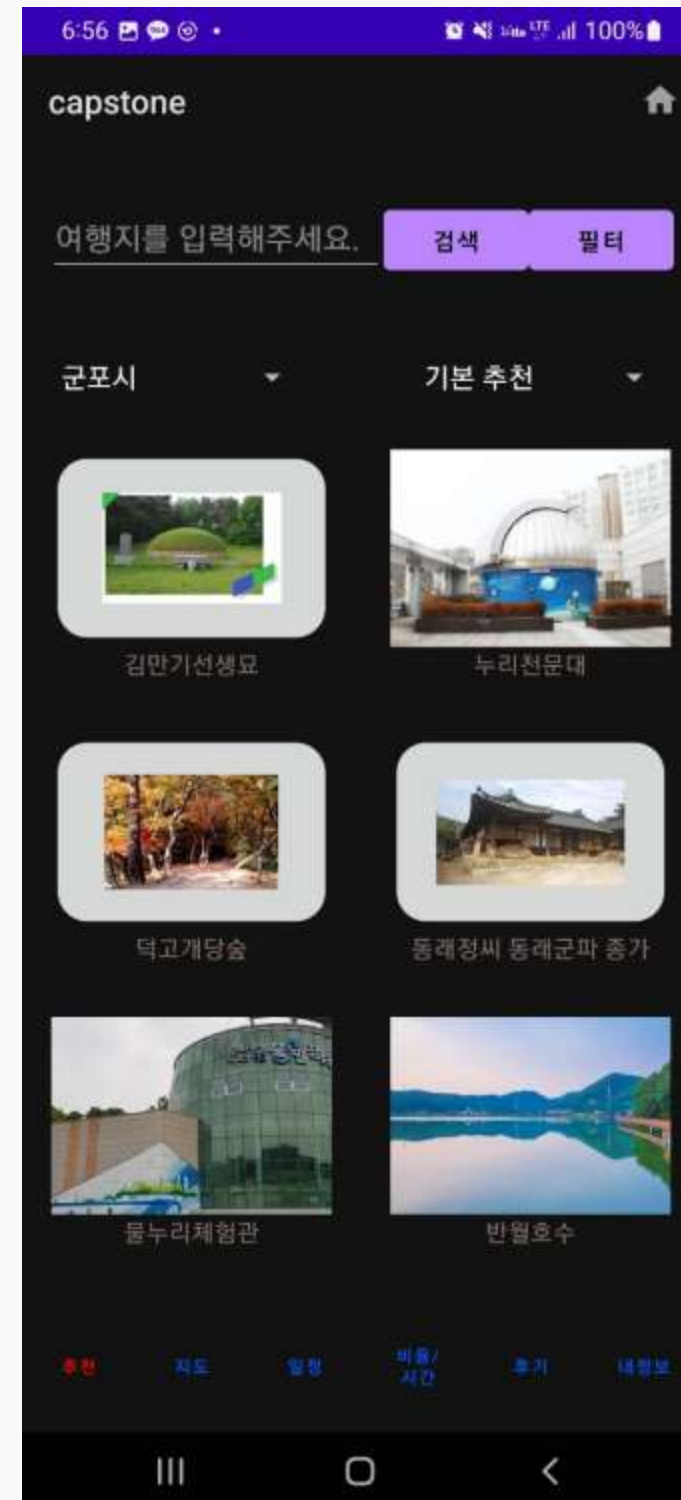 6:56
100%
capstone
여행지를 입력해주세요.
검색
필터
군포시
기본 추천
김만기선생묘
누리천문대
덕고개당숲
동래정씨 동래군파 종가
물누리체험관
반월호수
추천
지도
일정
비용/
시간
후기
내정보